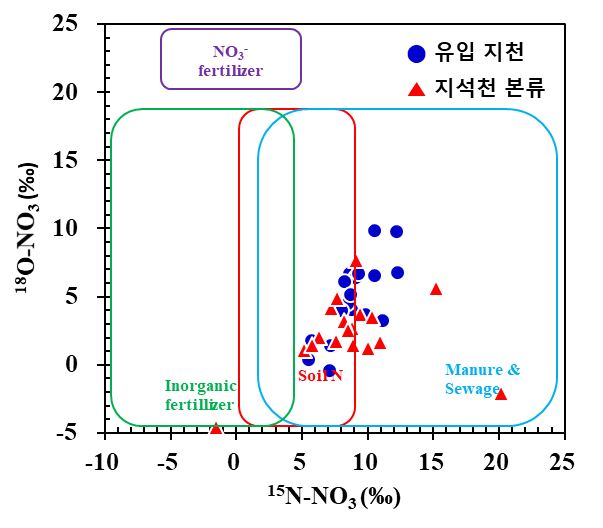 25
20
15
10
5
0
-5
¹⁸O-NO₃ (‰)
NO₃⁻
fertilizer
유입 지천
지석천 본류
Inorganic
fertillizer
Soil N
Manure &
Sewage
-10 -5 0 5 10 15 20 25
¹⁵N-NO₃ (‰)